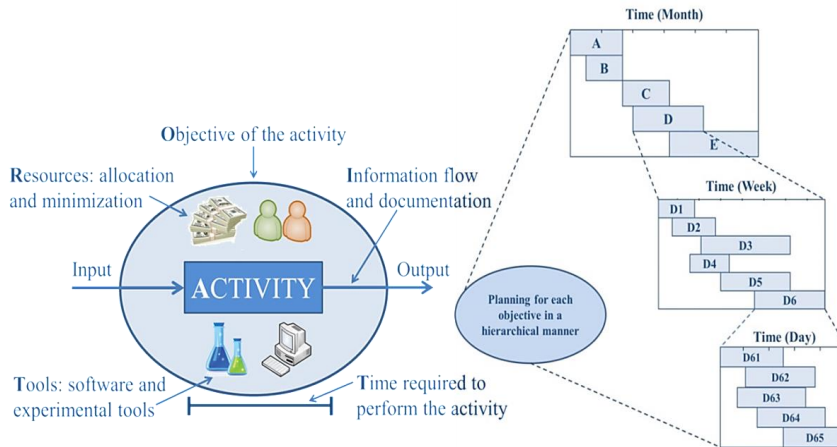 Objective of the activity
Resources: allocation
and minimization
Information flow
and documentation
Input
ACTIVITY
Output
Tools: software and
experimental tools
Time required to
perform the activity
Planning for each
objective in a
hierarchical manner
Time (Month)
A
B
C
D
E
Time (Week)
D1
D2
D3
D4
D5
D6
Time (Day)
D61
D62
D63
D64
D65